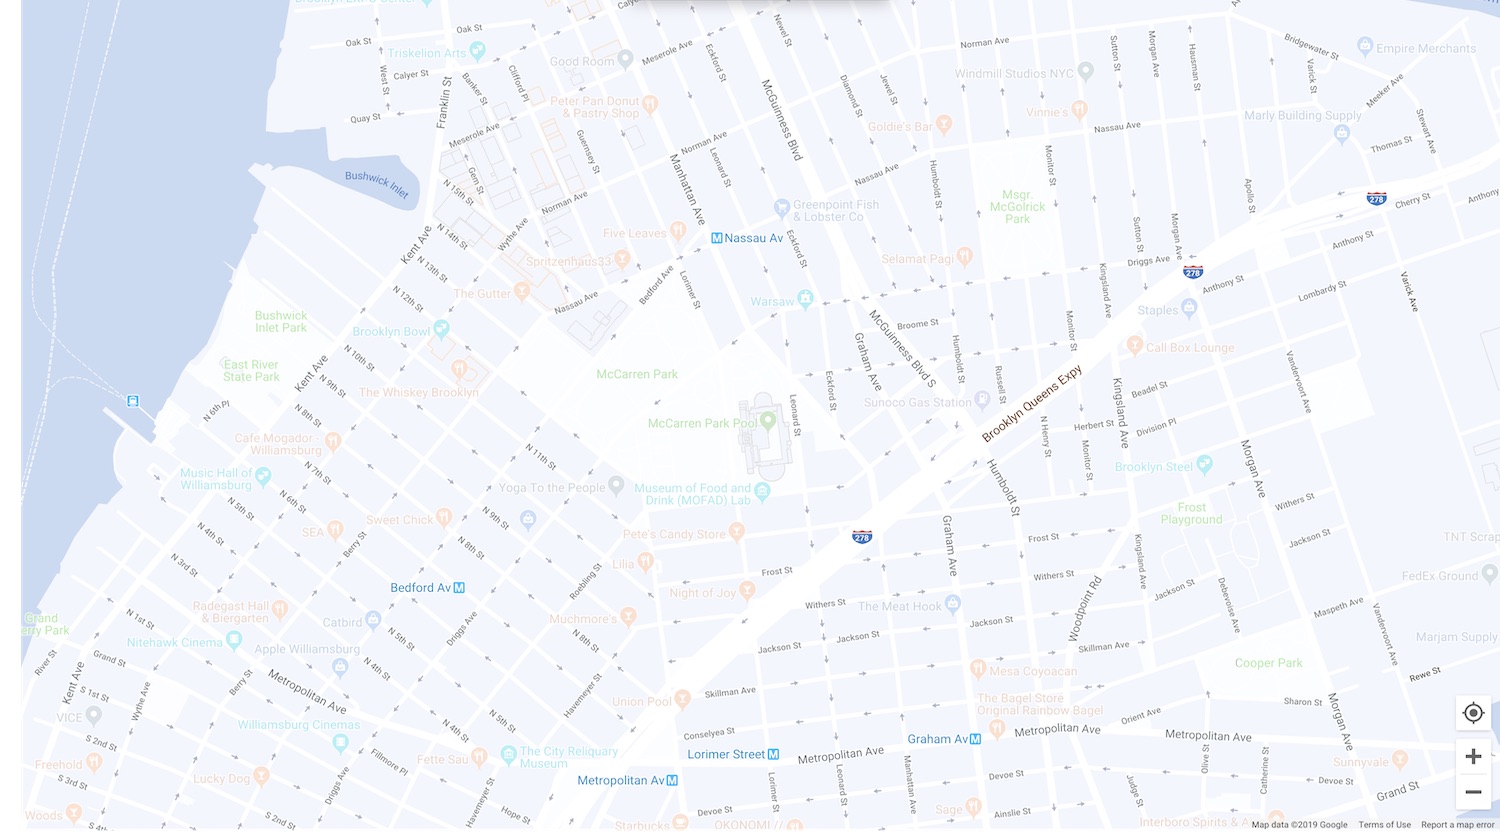 Oak St
Oak St
Triskelion Arts
West St
Calyer St
Banker St
Clifford Pl
Good Room
Meserole Ave
Eckford St
Newel St
McGuinness Blvd
Diamond St
Jewel St
Norman Ave
Windmill Studios NYC
Sutton St
Morgan Ave
Hausman St
Bridgewater St
Empire Merchants
Varick St
Meeker Ave
Stewart Ave
Quay St
Franklin St
Meserole Ave
Peter Pan Donut
& Pastry Shop
Guernsey St
Norman Ave
Goldie's Bar
Vinnie's
Nassau Ave
Marly Building Supply
Thomas St
Bushwick Inlet
Gem St
N 15th St
Manhattan Ave
Leonard St
Nassau Ave
Humboldt St
Monitor St
Msgr.
McGolrick
Park
Apollo St
278
Cherry St
Anthony
Norman Ave
Greenpoint Fish
& Lobster Co
N 14th St
Wythe Ave
Five Leaves
Nassau Av
Eckford St
Kent Ave
Sutton St
Morgan Ave
Anthony St
N 13th St
Spritzenhaus33
Selamat Pagi
Driggs Ave
278
Bedford Ave
Lorimer St
Kingsland Ave
Anthony St
Varick Ave
N 12th St
The Gutter
Nassau Ave
Warsaw
Lombardy St
Staples
Bushwick
Inlet Park
Brooklyn Bowl
McGuinness Blvd S
Broome St
Monitor St
Graham Ave
Humboldt St
Call Box Lounge
East River
State Park
Kent Ave
N 10th St
N 9th St
McCarren Park
Eckford St
Russell St
Brooklyn Queens Expy
Vandervoort Ave
The Whiskey Brooklyn
Sunoco Gas Station
Kingsland Ave
Beadel St
N 6th Pl
N 8th St
McCarren Park Pool
Leonard St
N Henry St
Herbert St
Division Pl
Cafe Mogador -
Williamsburg
N 7th St
N 11th St
Monitor St
Morgan Ave
Music Hall of
Williamsburg
N 6th St
Yoga To the People
Museum of Food and
Drink (MOFAD) Lab
Humboldt St
Brooklyn Steel
Withers St
N 5th St
N 9th St
Frost
Playground
N 4th St
SEA
Sweet Chick
Pete's Candy Store
278
Graham Ave
Frost St
Kingsland Ave
Jackson St
TNT Scrap
Berry St
N 8th St
N 3rd St
Lilia
Frost St
Withers St
FedEx Ground
Bedford Av
Roebling St
Night of Joy
Jackson St
Debevoise Ave
Radegast Hall
& Biergarten
Withers St
The Meat Hook
Woodpoint Rd
Maspeth Ave
Vandervoort Ave
N 1st St
Catbird
Muchmore's
Jackson St
Nitehawk Cinema
N 5th St
Driggs Ave
N 8th St
Jackson St
Marjam Supply
Apple Williamsburg
Skillman Ave
River St
Grand St
N 4th St
Cooper Park
Kent Ave
Berry St
Metropolitan Ave
Mesa Coyoacan
Rewe St
S 1st St
Wythe Ave
Havemeyer St
Skillman Ave
Union Pool
The Bagel Store
Original Rainbow Bagel
Sharon St
VICE
N 4th St
N 5th St
Orient Ave
Morgan Ave
Williamsburg Cinemas
Conselyea St
Graham Av
Metropolitan Ave
Metropolitan Ave
S 2nd St
The City Reliquary
Museum
Lorimer Street
Metropolitan Ave
Freehold
Fillmore Pl
Fette Sau
Olive St
Catherine St
Sunnyvale
S 3rd St
Lucky Dog
Metropolitan Av
Devoe St
Devoe St
Driggs Ave
Havemeyer St
Lorimer St
Leonard St
Manhattan Ave
Judge St
Grand St
Woods
Hope St
Devoe St
Sage
Ainslie St
S 2nd St
Starbucks
OKONOMI //
Interboro Spirits &
Map data ©2019 Google
Terms of Use
Report a map error